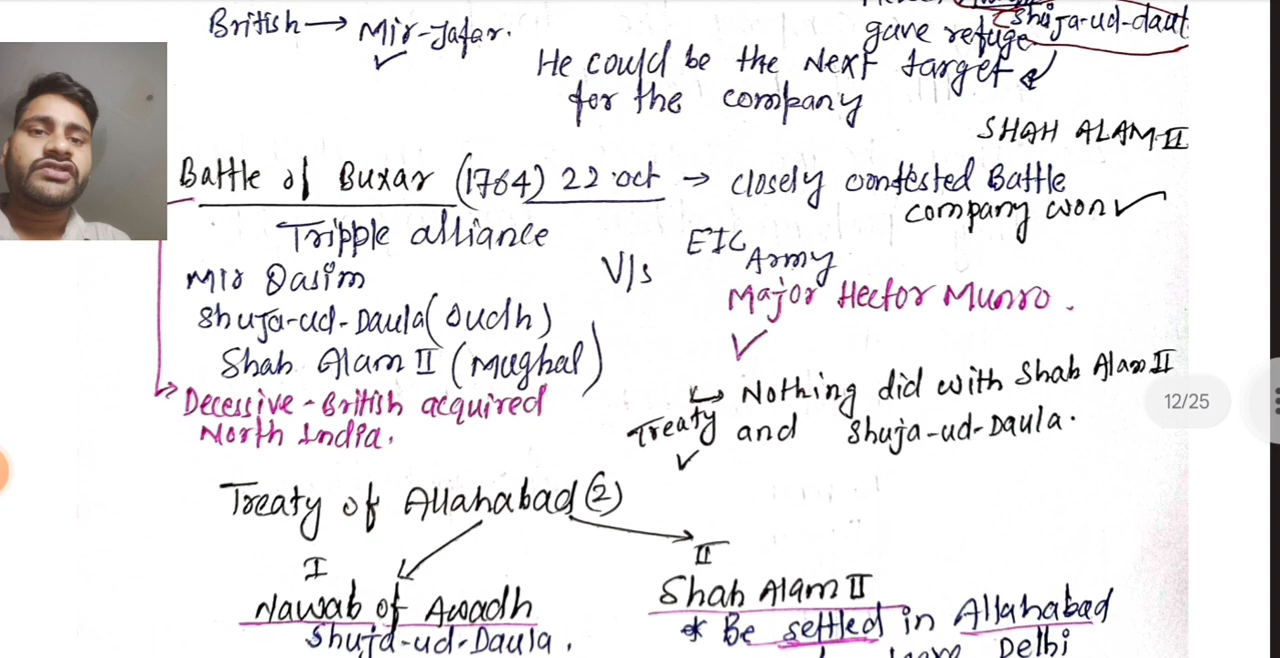 British → Mir-Jafar. ✓
Shuja-ud-daul
gave refuge
He could be the Next target
for the company
SHAH ALAM-II
Battle of Buxar (1764) 22 oct → closely contested Battle
company won ✓
Tripple alliance
V/s
EIC Army
Mir Qasim
Major Hector Munro.
Shuja-ud-Daula (Oudh)
Shah Alam II (Mughal)
Decessive - British acquired
North India.
↳ Nothing did with Shah Alam II
Treaty and Shuja-ud-Daula.
12/25
Treaty of Allahabad (2)
I
Nawab of Awadh
Shuja-ud-Daula.
II
Shah Alam II
* Be settled in Allahabad
Delhi